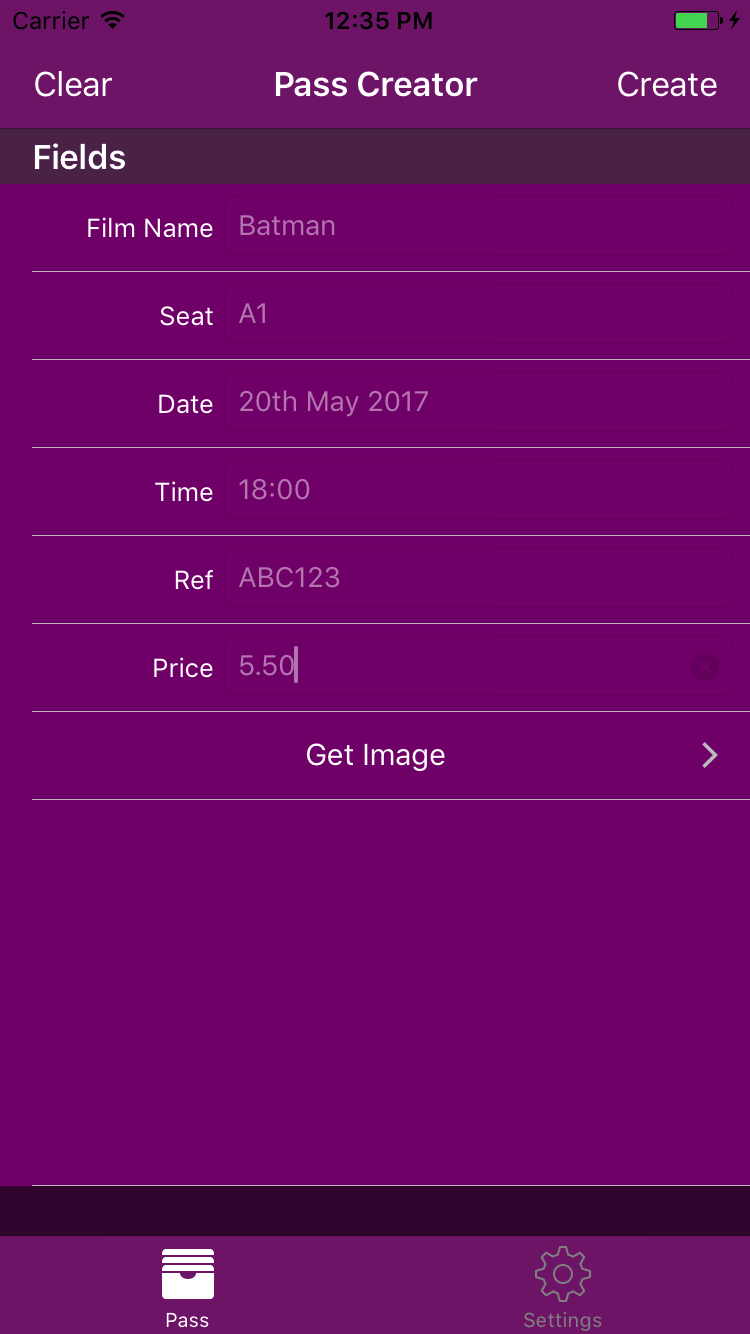 Carrier 12:35 PM
Clear Pass Creator Create
Fields
Film Name Batman
Seat A1
Date 20th May 2017
Time 18:00
Ref ABC123
Price 5.50
Get Image
Pass Settings